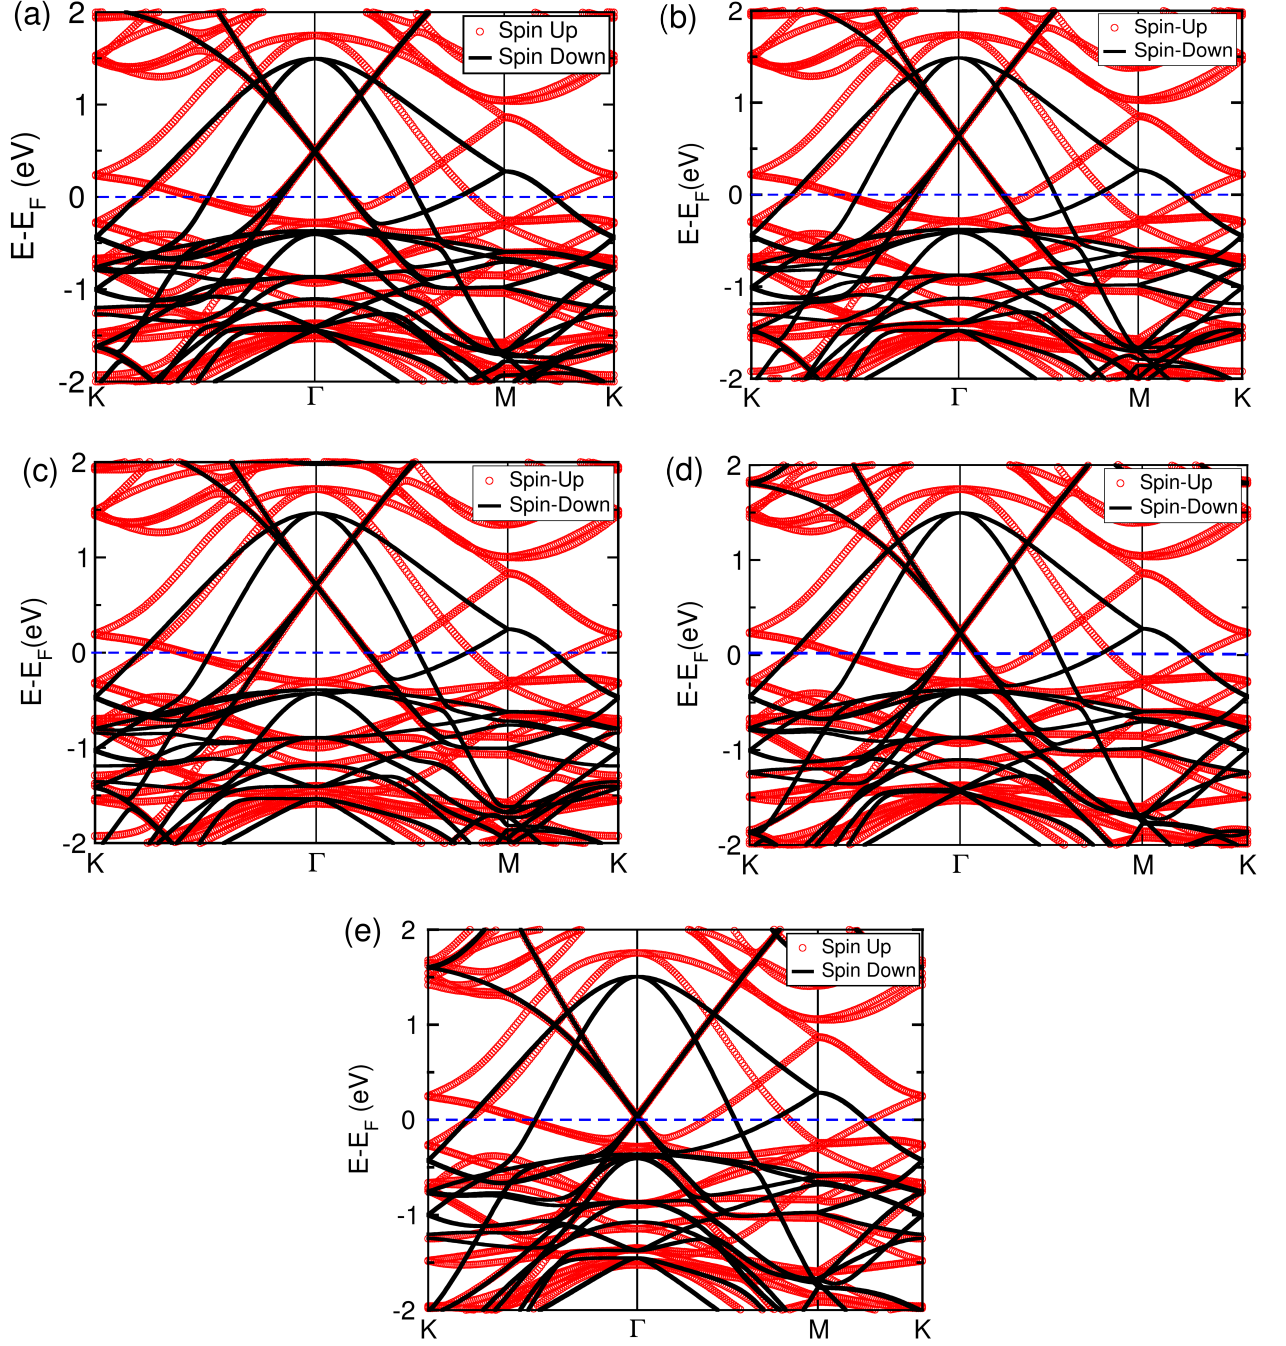 (a)
2
1
0
-1
-2
E-E_F (eV)
Spin Up
Spin Down
K
Γ
M
K
(b)
2
1
0
-1
-2
E-E_F(eV)
Spin-Up
Spin-Down
K
Γ
M
K
(c)
2
1
0
-1
-2
E-E_F(eV)
Spin-Up
Spin-Down
K
Γ
M
K
(d)
2
1
0
-1
-2
E-E_F(eV)
Spin-Up
Spin-Down
K
Γ
M
K
(e)
2
1
0
-1
-2
E-E_F (eV)
Spin Up
Spin Down
K
Γ
M
K